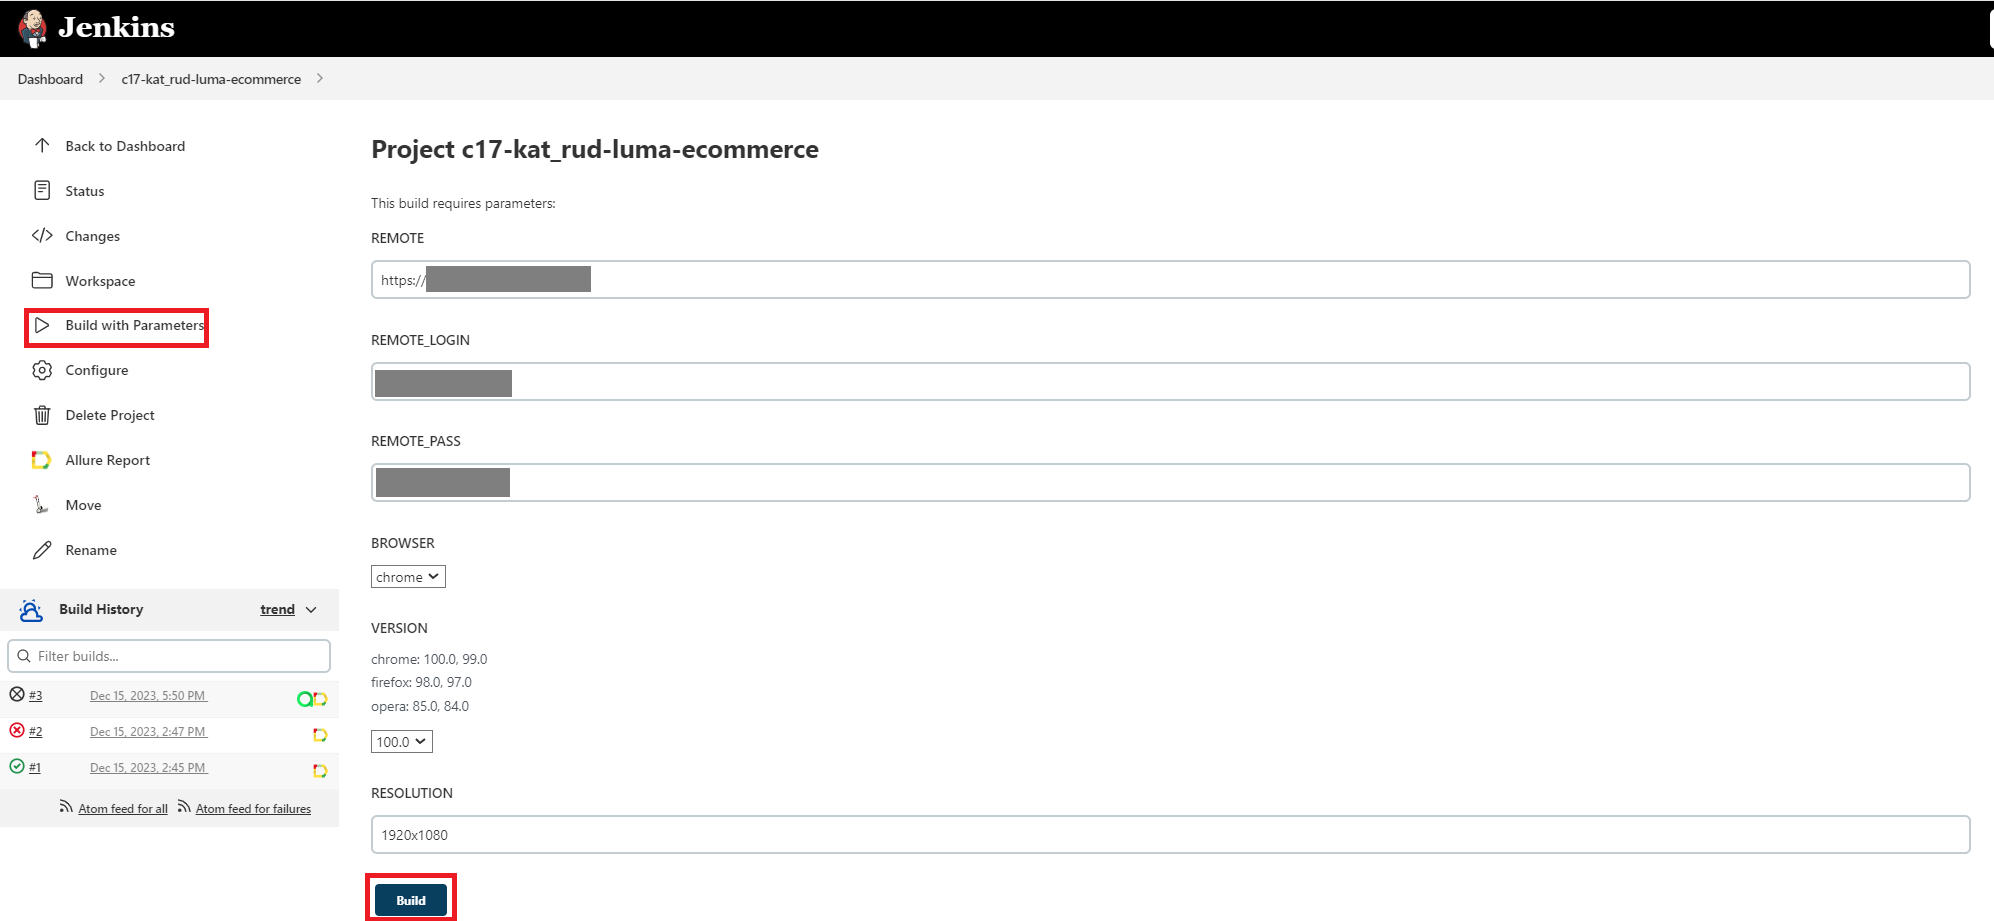 Jenkins
Dashboard
c17-kat_rud-luma-ecommerce
Back to Dashboard
Status
Changes
Workspace
Build with Parameters
Configure
Delete Project
Allure Report
Move
Rename
Build History
trend
Filter builds...
#3 Dec 15, 2023, 5:50 PM
#2 Dec 15, 2023, 2:47 PM
#1 Dec 15, 2023, 2:45 PM
Atom feed for all
Atom feed for failures
Project c17-kat_rud-luma-ecommerce
This build requires parameters:
REMOTE
https://
REMOTE_LOGIN
REMOTE_PASS
BROWSER
chrome
VERSION
chrome: 100.0, 99.0
firefox: 98.0, 97.0
opera: 85.0, 84.0
100.0
RESOLUTION
1920x1080
Build